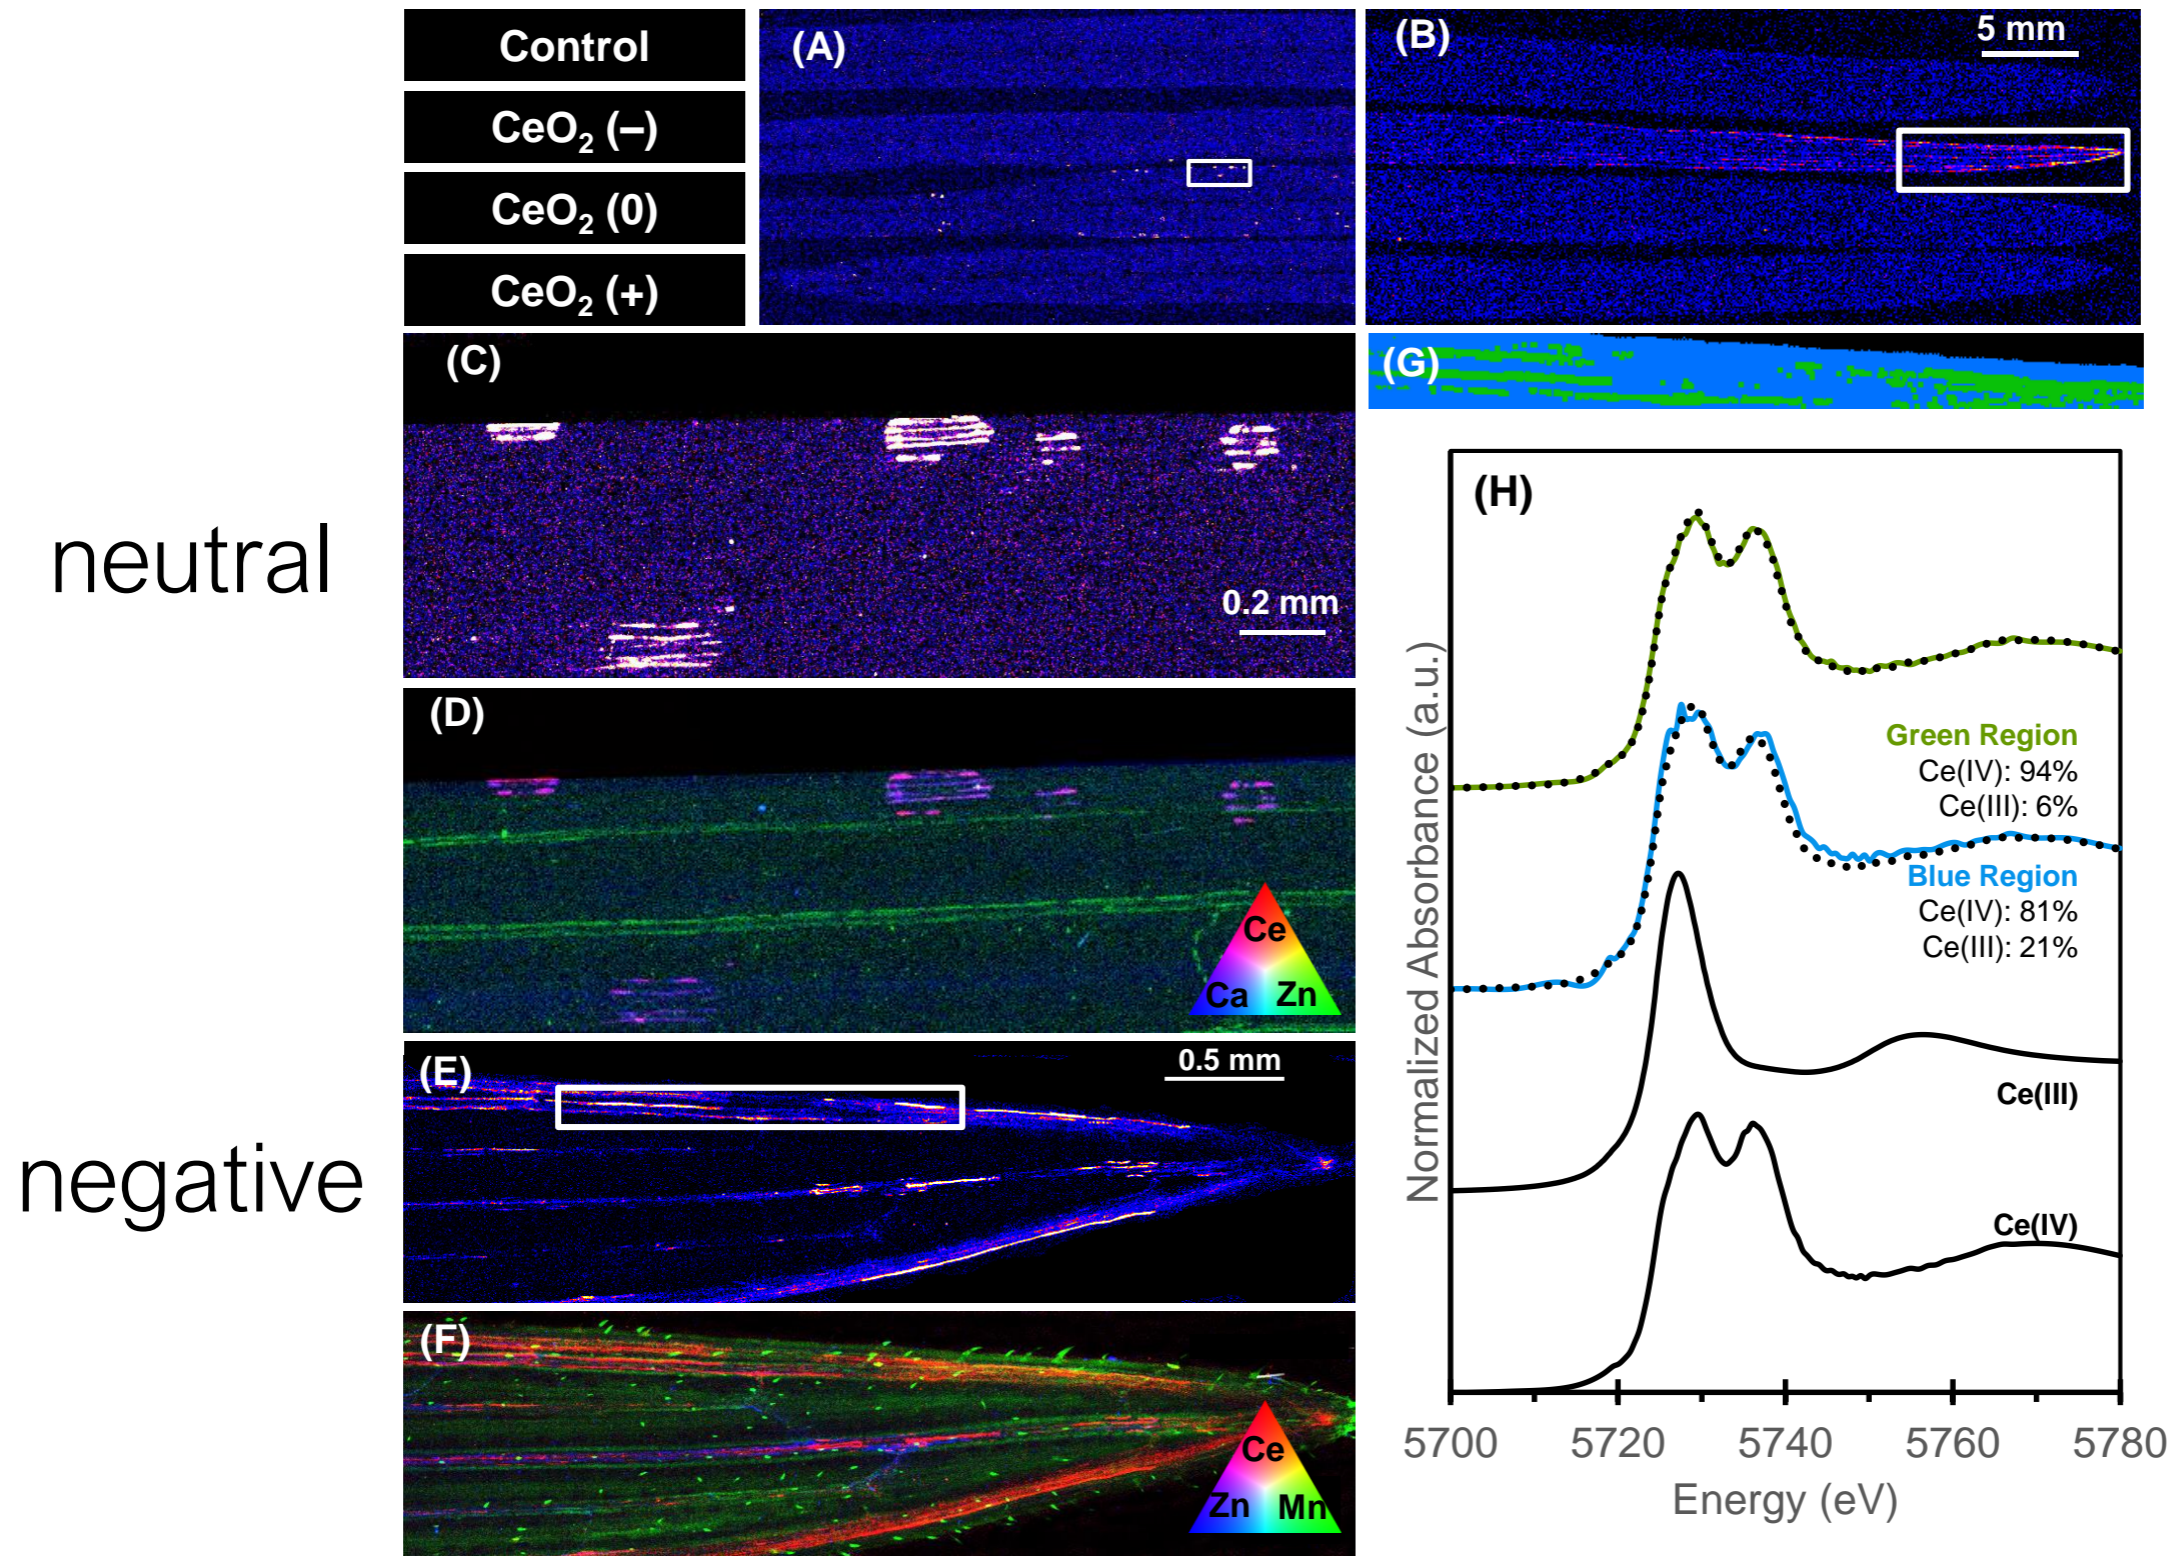 Control
CeO₂ (–)
CeO₂ (0)
CeO₂ (+)
(A)
(B)
5 mm
neutral
(C)
0.2 mm
(D)
Ce
Ca
Zn
negative
(E)
0.5 mm
(F)
Ce
Zn
Mn
(G)
(H)
Normalized Absorbance (a.u.)
Green Region
Ce(IV): 94%
Ce(III): 6%
Blue Region
Ce(IV): 81%
Ce(III): 21%
Ce(III)
Ce(IV)
5700 5720 5740 5760 5780
Energy (eV)